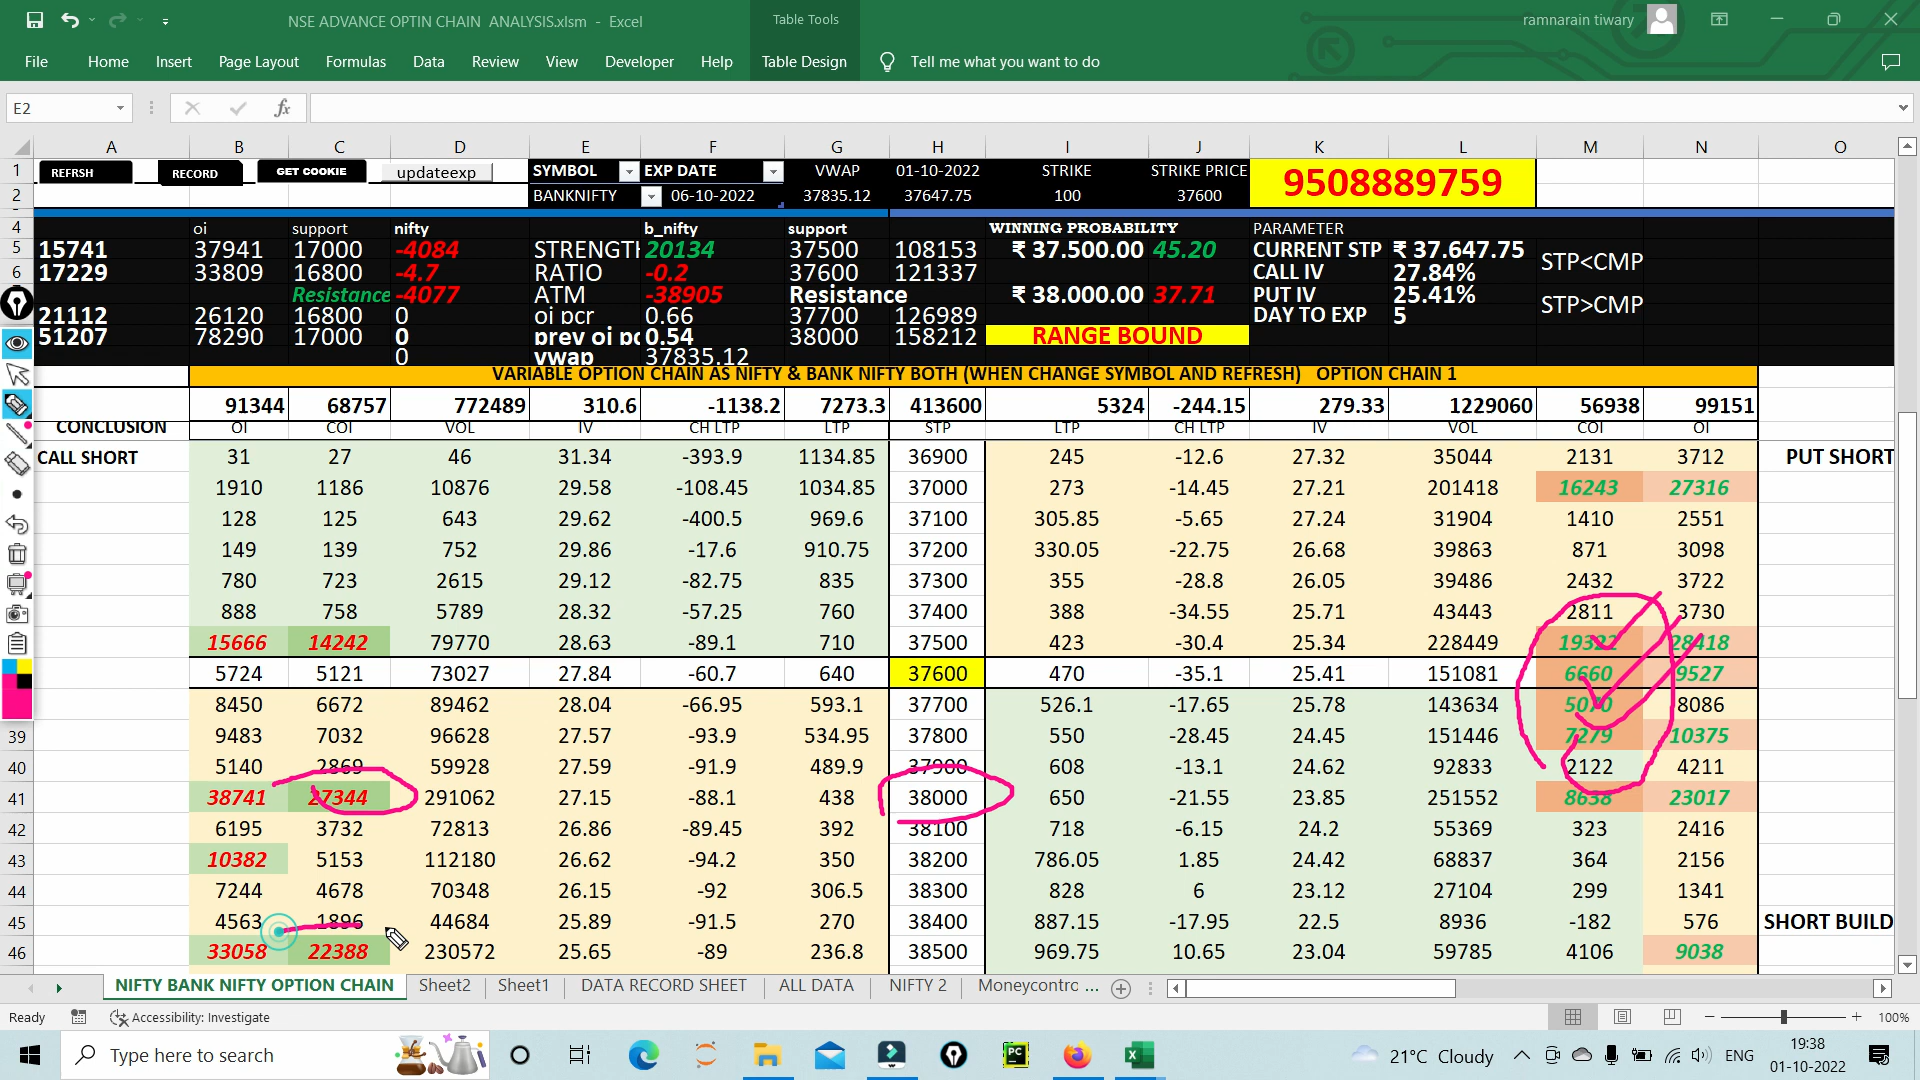 NSE ADVANCE OPTIN CHAIN  ANALYSIS.xlsm - Excel
Table Tools
ramnarain tiwary
File Home Insert Page Layout Formulas Data Review View Developer Help Table Design Tell me what you want to do
E2 fx
A B C D E F G H I J K L M N O
1 REFRSH RECORD GET COOKIE updateexp SYMBOL EXP DATE VWAP 01-10-2022 STRIKE STRIKE PRICE 9508889759
2 BANKNIFTY 06-10-2022 37835.12 37647.75 100 37600
4 oi support nifty b_nifty support WINNING PROBABILITY PARAMETER
5 15741 37941 17000 -4084 STRENGTH 20134 37500 108153 ₹ 37.500.00 45.20 CURRENT STP ₹ 37.647.75 STP<CMP
6 17229 33809 16800 -4.7 RATIO -0.2 37600 121337 CALL IV 27.84%
Resistance -4077 ATM -38905 Resistance ₹ 38.000.00 37.71 PUT IV 25.41% STP>CMP
21112 26120 16800 0 oi pcr 0.66 37700 126989 DAY TO EXP 5
51207 78290 17000 0 prev oi pc 0.54 38000 158212 RANGE BOUND
0 vwap 37835.12
VARIABLE OPTION CHAIN AS NIFTY & BANK NIFTY BOTH (WHEN CHANGE SYMBOL AND REFRESH) OPTION CHAIN 1
91344 68757 772489 310.6 -1138.2 7273.3 413600 5324 -244.15 279.33 1229060 56938 99151
CONCLUSION OI COI VOL IV CH LTP LTP STP LTP CH LTP IV VOL COI OI
CALL SHORT 31 27 46 31.34 -393.9 1134.85 36900 245 -12.6 27.32 35044 2131 3712 PUT SHORT
1910 1186 10876 29.58 -108.45 1034.85 37000 273 -14.45 27.21 201418 16243 27316
128 125 643 29.62 -400.5 969.6 37100 305.85 -5.65 27.24 31904 1410 2551
149 139 752 29.86 -17.6 910.75 37200 330.05 -22.75 26.68 39863 871 3098
780 723 2615 29.12 -82.75 835 37300 355 -28.8 26.05 39486 2432 3722
888 758 5789 28.32 -57.25 760 37400 388 -34.55 25.71 43443 2811 3730
15666 14242 79770 28.63 -89.1 710 37500 423 -30.4 25.34 228449 28418
5724 5121 73027 27.84 -60.7 640 37600 470 -35.1 25.41 151081 6660 9527
8450 6672 89462 28.04 -66.95 593.1 37700 526.1 -17.65 25.78 143634 5070 8086
39 9483 7032 96628 27.57 -93.9 534.95 37800 550 -28.45 24.45 151446 7279 10375
40 5140 2869 59928 27.59 -91.9 489.9 37900 608 -13.1 24.62 92833 2122 4211
41 38741 27344 291062 27.15 -88.1 438 38000 650 -21.55 23.85 251552 8638 23017
42 6195 3732 72813 26.86 -89.45 392 38100 718 -6.15 24.2 55369 323 2416
43 10382 5153 112180 26.62 -94.2 350 38200 786.05 1.85 24.42 68837 364 2156
44 7244 4678 70348 26.15 -92 306.5 38300 828 6 23.12 27104 299 1341
45 4563 1896 44684 25.89 -91.5 270 38400 887.15 -17.95 22.5 8936 -182 576 SHORT BUILD
46 33058 22388 230572 25.65 -89 236.8 38500 969.75 10.65 23.04 59785 4106 9038
NIFTY BANK NIFTY OPTION CHAIN Sheet2 Sheet1 DATA RECORD SHEET ALL DATA NIFTY 2 Moneycontrc ...
Ready Accessibility: Investigate 100%
Type here to search PC 21°C Cloudy ENG 19:38
01-10-2022